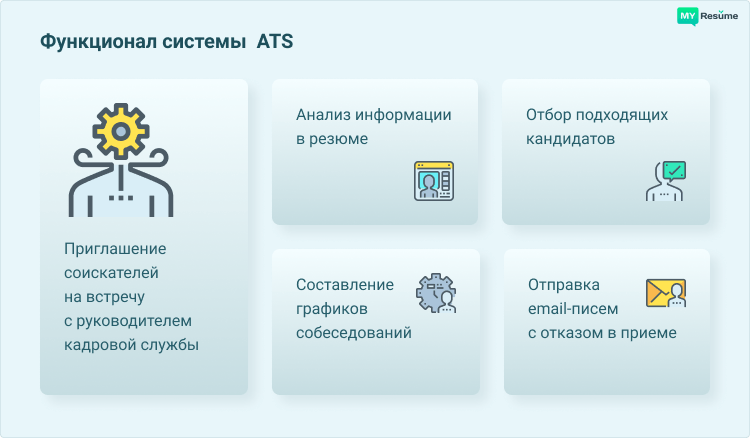 MY Resume
Функционал системы ATS
Приглашение
соискателей
на встречу
с руководителем
кадровой службы
Анализ информации
в резюме
Отбор подходящих
кандидатов
Составление
графиков
собеседований
Отправка
email-писем
с отказом в приеме